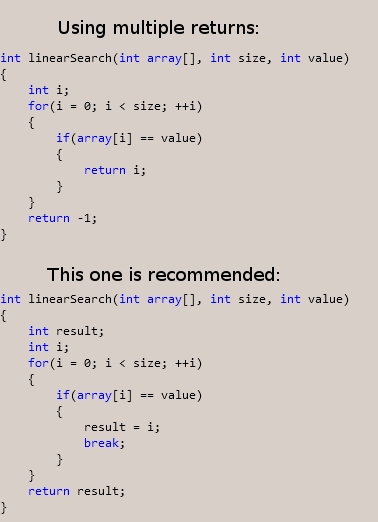 Using multiple returns:
int linearSearch(int array[], int size, int value)
{
    int i;
    for(i = 0; i < size; ++i)
    {
        if(array[i] == value)
        {
            return i;
        }
    }
    return -1;
}
This one is recommended:
int linearSearch(int array[], int size, int value)
{
    int result;
    int i;
    for(i = 0; i < size; ++i)
    {
        if(array[i] == value)
        {
            result = i;
            break;
        }
    }
    return result;
}